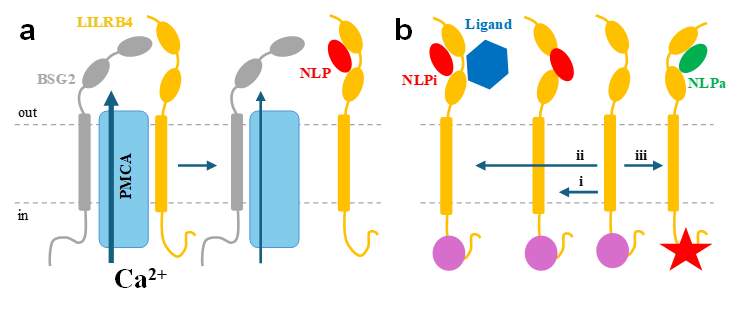 a
LILRB4
BSG2
NLP
out
PMCA
in
Ca²⁺
b
Ligand
NLPi
NLPa
ii
iii
i